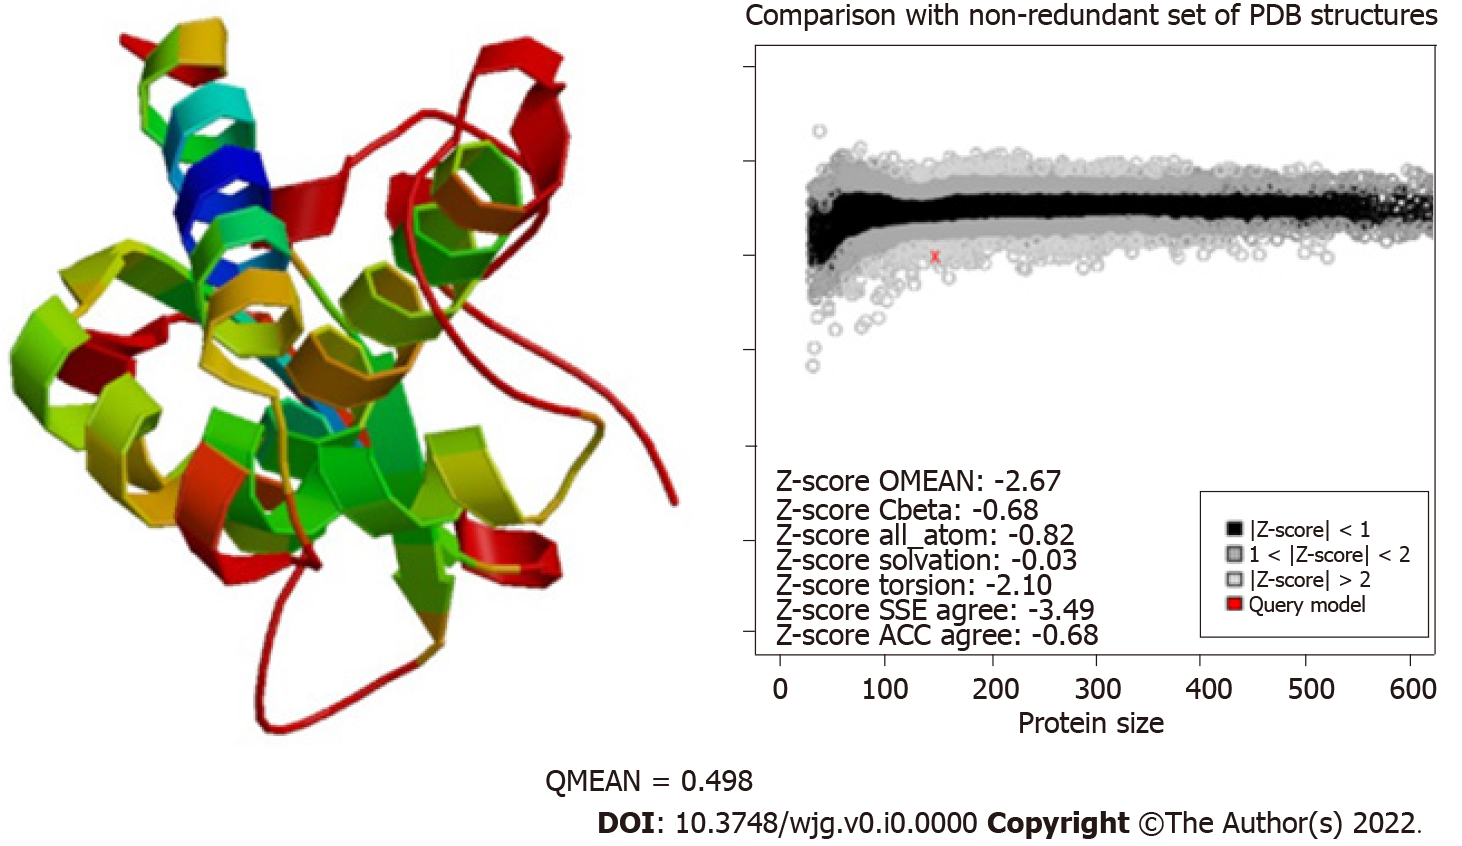 Comparison with non-redundant set of PDB structures
Z-score OMEAN: -2.67
Z-score Cbeta: -0.68
Z-score all_atom: -0.82
Z-score solvation: -0.03
Z-score torsion: -2.10
Z-score SSE agree: -3.49
Z-score ACC agree: -0.68
|Z-score| < 1
1 < |Z-score| < 2
|Z-score| > 2
Query model
0 100 200 300 400 500 600
Protein size
QMEAN = 0.498
DOI: 10.3748/wjg.v0.i0.0000 Copyright ©The Author(s) 2022.